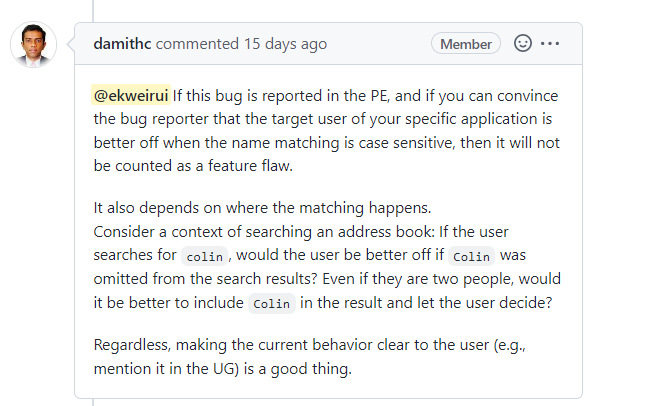 damithc commented 15 days ago Member
@ekweirui If this bug is reported in the PE, and if you can convince
the bug reporter that the target user of your specific application is
better off when the name matching is case sensitive, then it will not
be counted as a feature flaw.
It also depends on where the matching happens.
Consider a context of searching an address book: If the user
searches for colin, would the user be better off if Colin was
omitted from the search results? Even if they are two people, would
it be better to include Colin in the result and let the user decide?
Regardless, making the current behavior clear to the user (e.g.,
mention it in the UG) is a good thing.